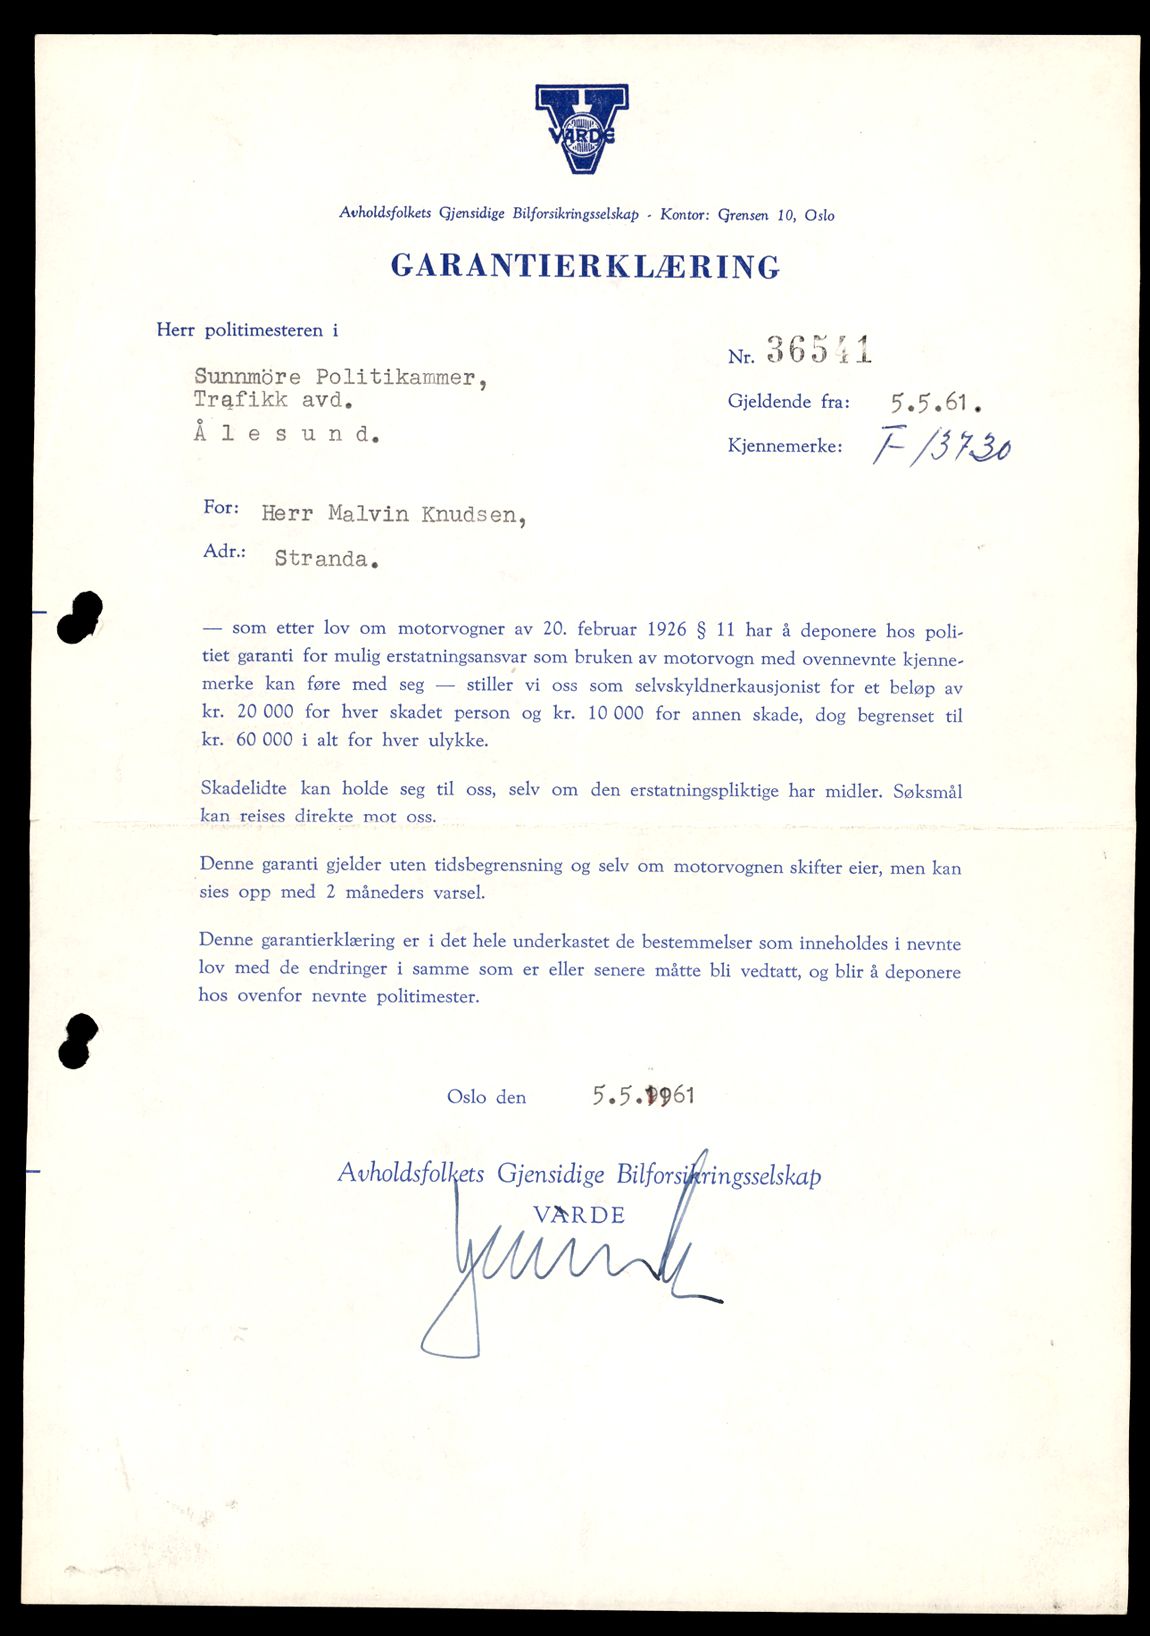 VARDE
Avholdsfolkets Gjensidige Bilforsikringsselskap - Kontor: Grensen 10, Oslo
GARANTIERKLÆRING
Herr politimesteren i
Sunnmöre Politikammer,
Trafikk avd.
Å l e s u n d.
Nr. 36541
Gjeldende fra: 5.5.61.
Kjennemerke: F-13730
For: Herr Malvin Knudsen,
Adr.: Stranda.
— som etter lov om motorvogner av 20. februar 1926 § 11 har å deponere hos poli-
tiet garanti for mulig erstatningsansvar som bruken av motorvogn med ovennevnte kjenne-
merke kan føre med seg — stiller vi oss som selvskyldnerkausjonist for et beløp av
kr. 20 000 for hver skadet person og kr. 10 000 for annen skade, dog begrenset til
kr. 60 000 i alt for hver ulykke.
Skadelidte kan holde seg til oss, selv om den erstatningspliktige har midler. Søksmål
kan reises direkte mot oss.
Denne garanti gjelder uten tidsbegrensning og selv om motorvognen skifter eier, men kan
sies opp med 2 måneders varsel.
Denne garantierklæring er i det hele underkastet de bestemmelser som inneholdes i nevnte
lov med de endringer i samme som er eller senere måtte bli vedtatt, og blir å deponere
hos ovenfor nevnte politimester.
Oslo den 5.5.1961
Avholdsfolkets Gjensidige Bilforsikringsselskap
VARDE